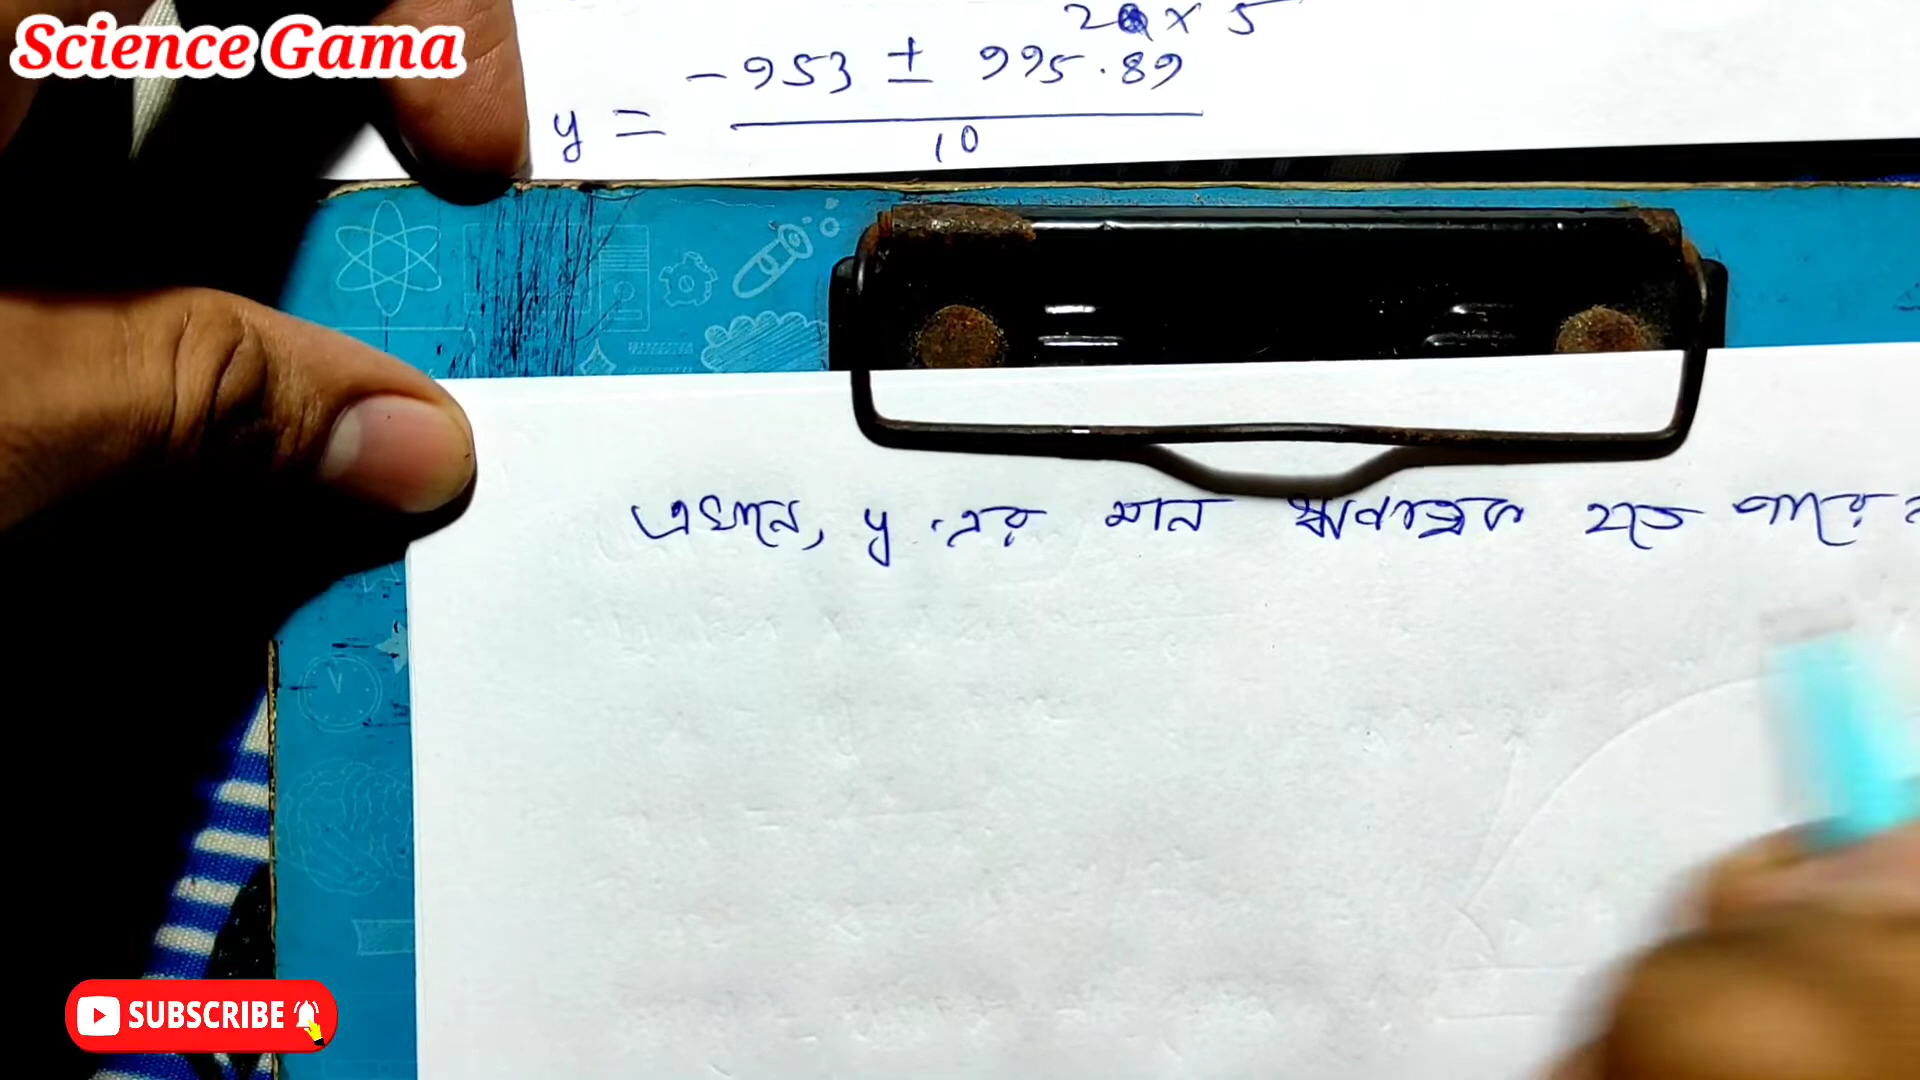 Science Gama
2 × 5
y = -953 ± 995.89
10
এখানে, y এর মান ঋণাত্মক হতে পারে
SUBSCRIBE